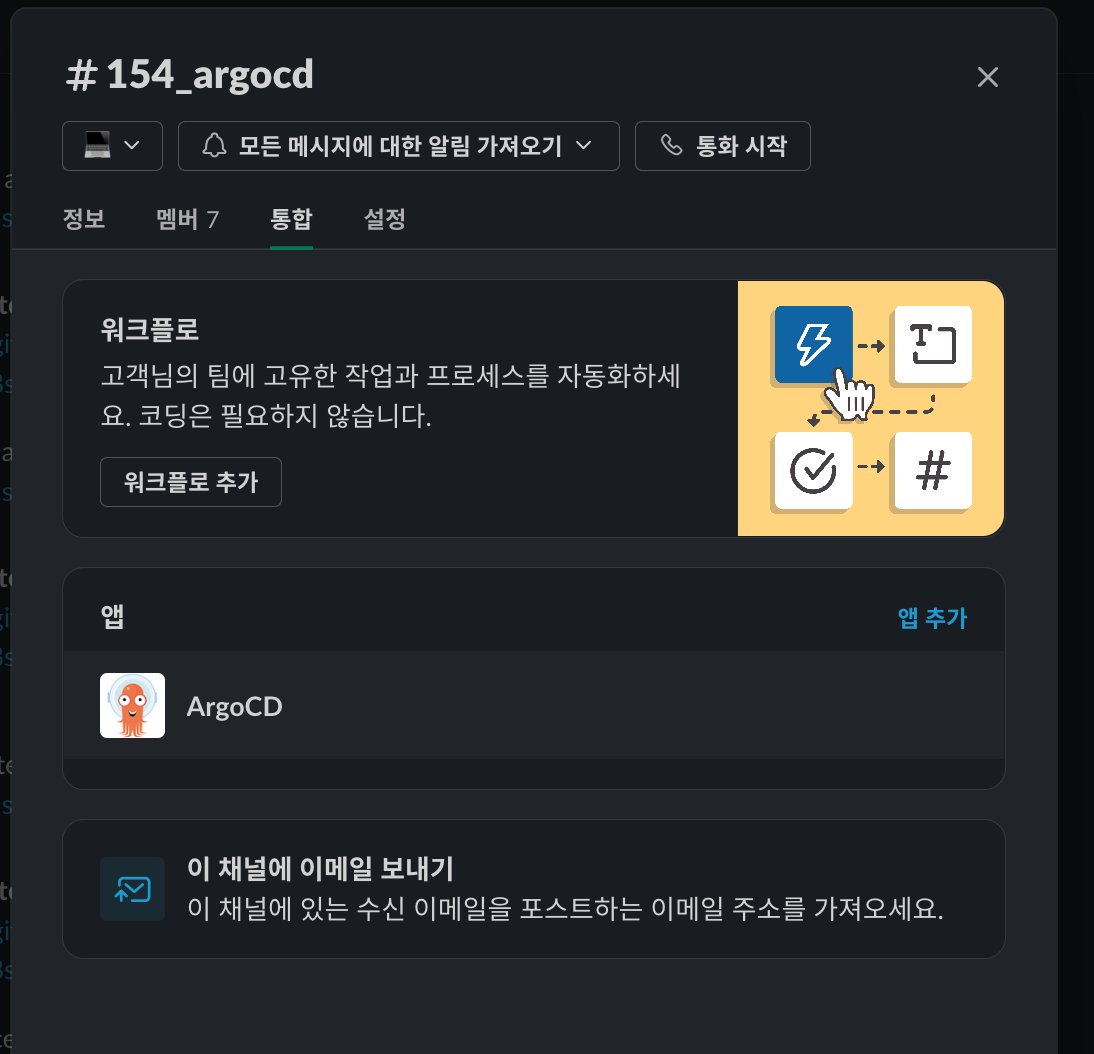 # 154_argocd
모든 메시지에 대한 알림 가져오기
통화 시작
정보
멤버 7
통합
설정
워크플로
고객님의 팀에 고유한 작업과 프로세스를 자동화하세
요. 코딩은 필요하지 않습니다.
워크플로 추가
앱
앱 추가
ArgoCD
이 채널에 이메일 보내기
이 채널에 있는 수신 이메일을 포스트하는 이메일 주소를 가져오세요.